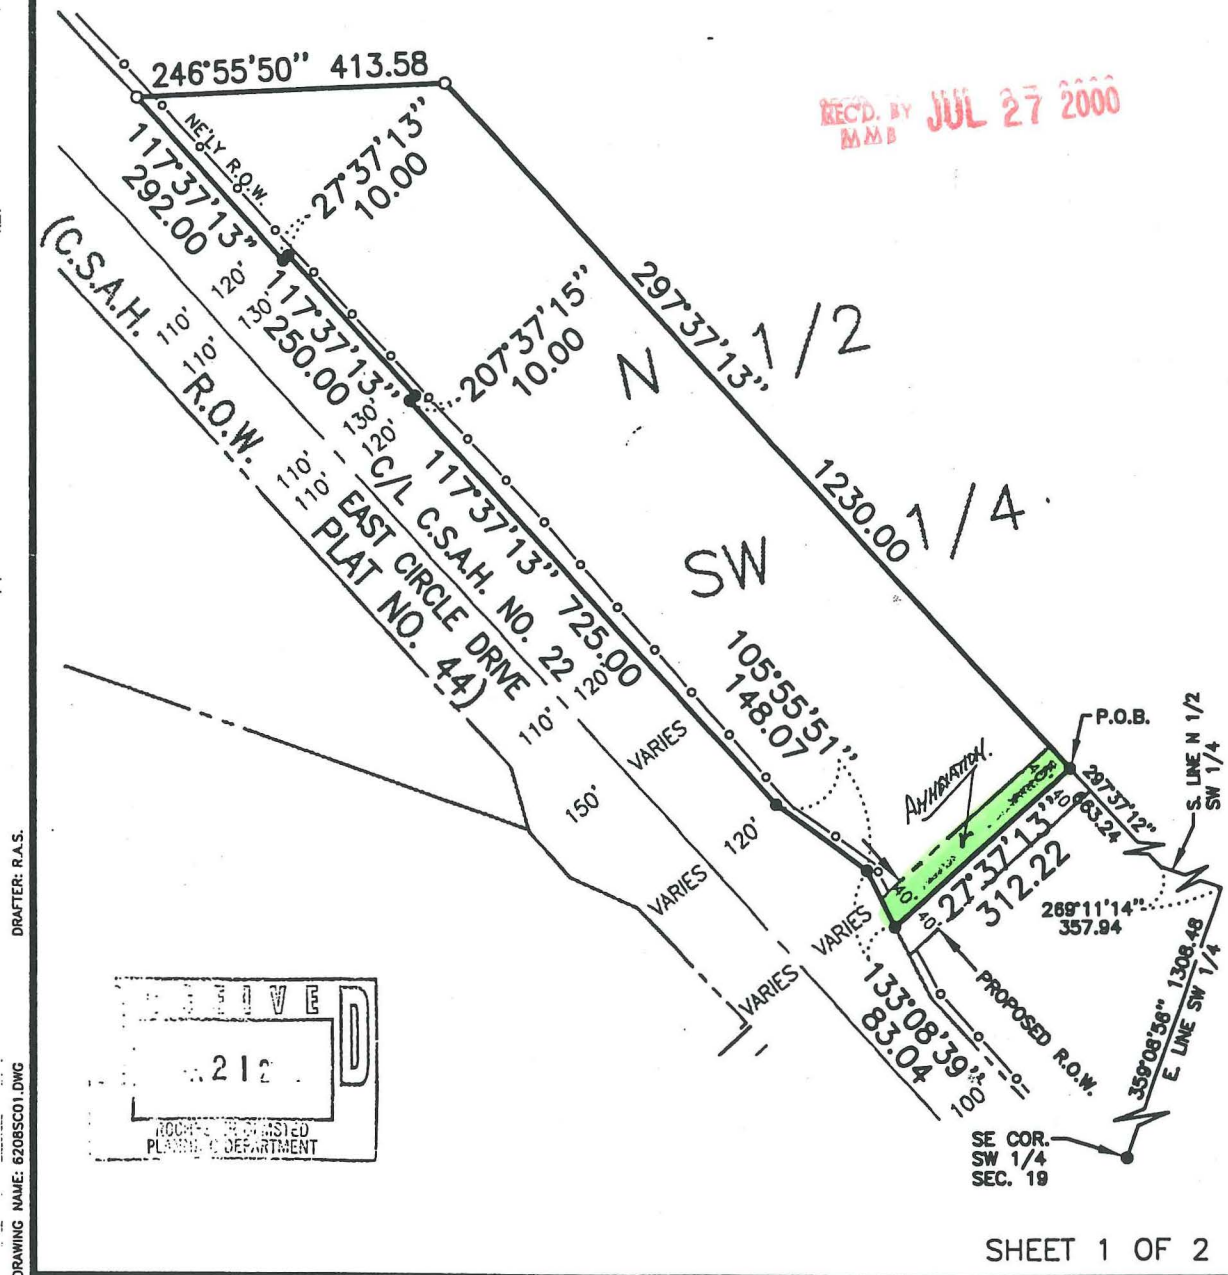 246°55'50" 413.58
REC'D. BY JUL 27 2000
MMB
NE'LY R.O.W.
27°37'13"
10.00
117°37'13"
292.00
(C.S.A.H. R.O.W. PLAT NO. 44)
110'
110'
120'
130'
117°37'13"
250.00
207°37'15"
10.00
297°37'13"
1230.00
N 1/2
SW 1/4
130'
120'
110'
110'
C/L C.S.A.H. NO. 22
EAST CIRCLE DRIVE
117°37'13" 725.00
110'
120'
VARIES
105°55'51"
148.07
150'
120'
VARIES
VARIES
VARIES
ANNEXATION.
P.O.B.
S. LINE N 1/2
SW 1/4
297°37'12"
663.24
40'
40'
40'
27°37'13"
312.22
269°11'14"
357.94
359°08'56" 1308.48
E. LINE SW 1/4
PROPOSED R.O.W.
133°08'39"
83.04
100'
SE COR.
SW 1/4
SEC. 19
D
212
PLANNING DEPARTMENT
DRAFTER: R.A.S.
DRAWING NAME: 6208SC01.DWG
SHEET 1 OF 2